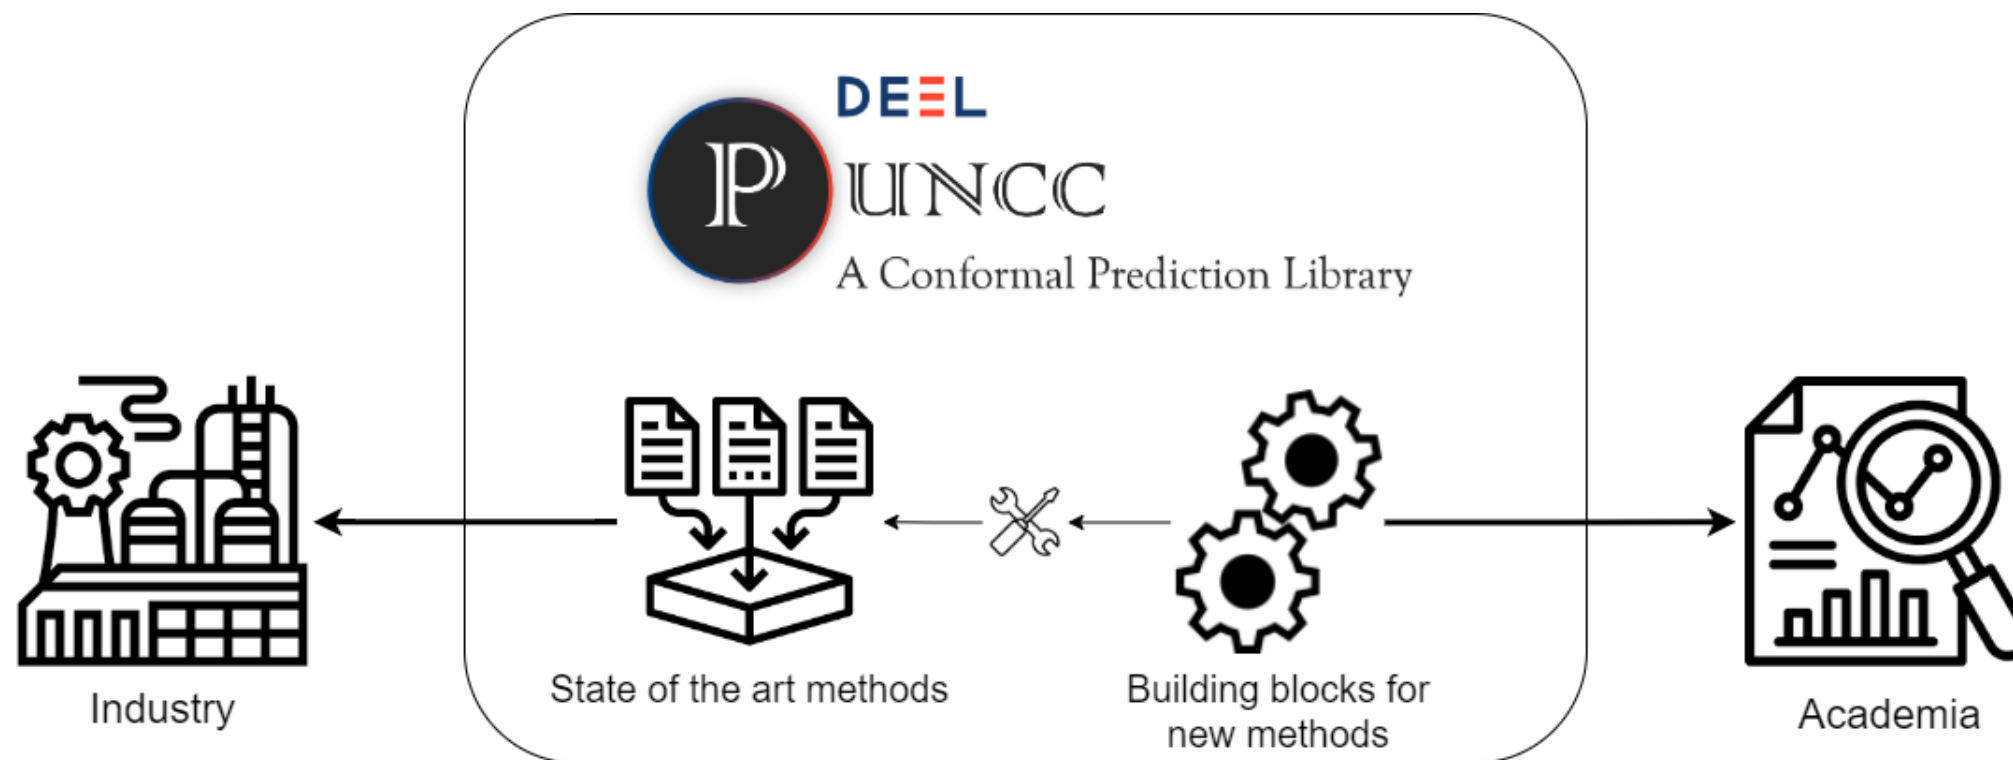 DEEL
PUNCC
A Conformal Prediction Library
State of the art methods
Building blocks for
new methods
Industry
Academia